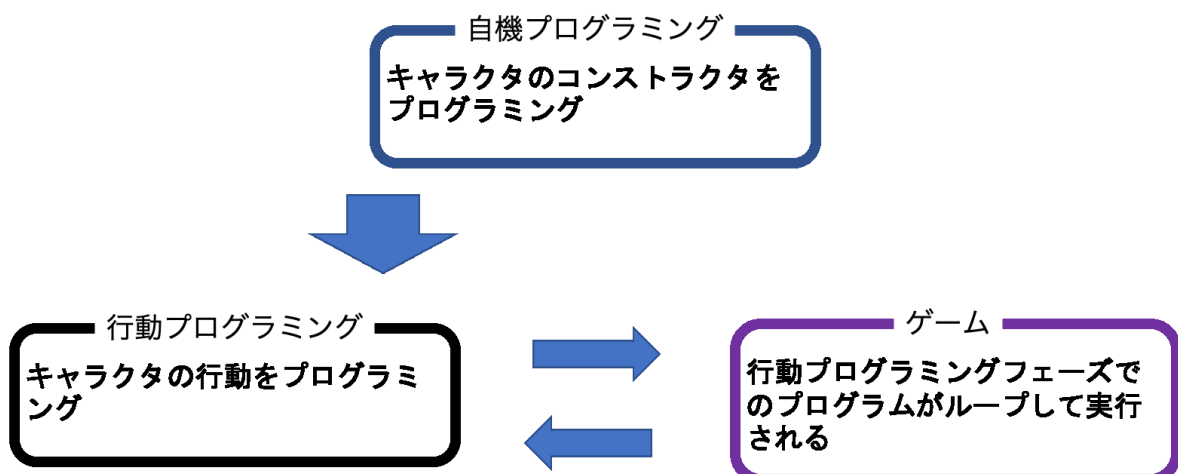 自機プログラミング
キャラクタのコンストラクタを
プログラミング
行動プログラミング
キャラクタの行動をプログラミ
ング
ゲーム
行動プログラミングフェーズで
のプログラムがループして実行
される